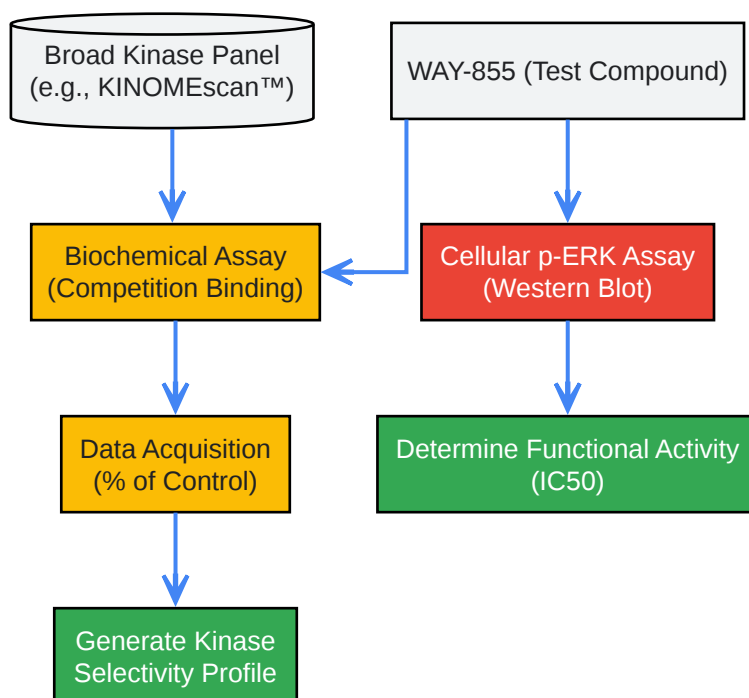 Broad Kinase Panel
(e.g., KINOMEscan™)
WAY-855 (Test Compound)
Biochemical Assay
(Competition Binding)
Cellular p-ERK Assay
(Western Blot)
Data Acquisition
(% of Control)
Determine Functional Activity
(IC50)
Generate Kinase
Selectivity Profile